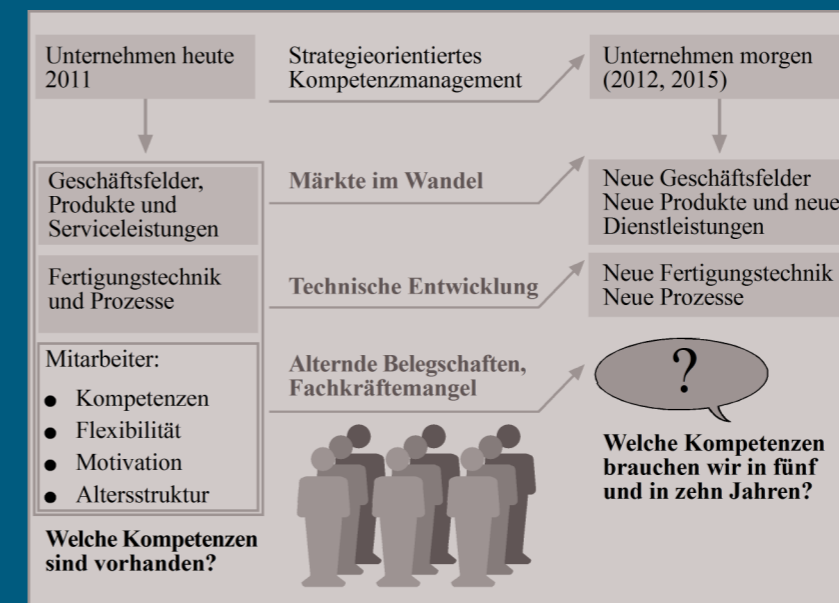 Unternehmen heute
2011
Strategieorientiertes
Kompetenzmanagement
Unternehmen morgen
(2012, 2015)
Geschäftsfelder,
Produkte und
Serviceleistungen
Märkte im Wandel
Neue Geschäftsfelder
Neue Produkte und neue
Dienstleistungen
Fertigungstechnik
und Prozesse
Technische Entwicklung
Neue Fertigungstechnik
Neue Prozesse
Mitarbeiter:
● Kompetenzen
● Flexibilität
● Motivation
● Altersstruktur
Alternde Belegschaften,
Fachkräftemangel
?
Welche Kompetenzen
brauchen wir in fünf
und in zehn Jahren?
Welche Kompetenzen
sind vorhanden?